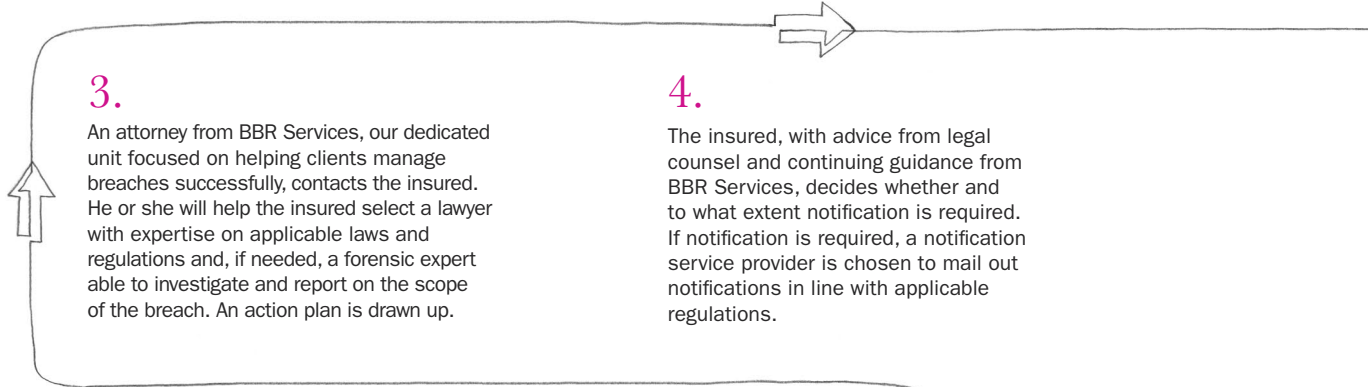 3.
An attorney from BBR Services, our dedicated
unit focused on helping clients manage
breaches successfully, contacts the insured.
He or she will help the insured select a lawyer
with expertise on applicable laws and
regulations and, if needed, a forensic expert
able to investigate and report on the scope
of the breach. An action plan is drawn up.
4.
The insured, with advice from legal
counsel and continuing guidance from
BBR Services, decides whether and
to what extent notification is required.
If notification is required, a notification
service provider is chosen to mail out
notifications in line with applicable
regulations.